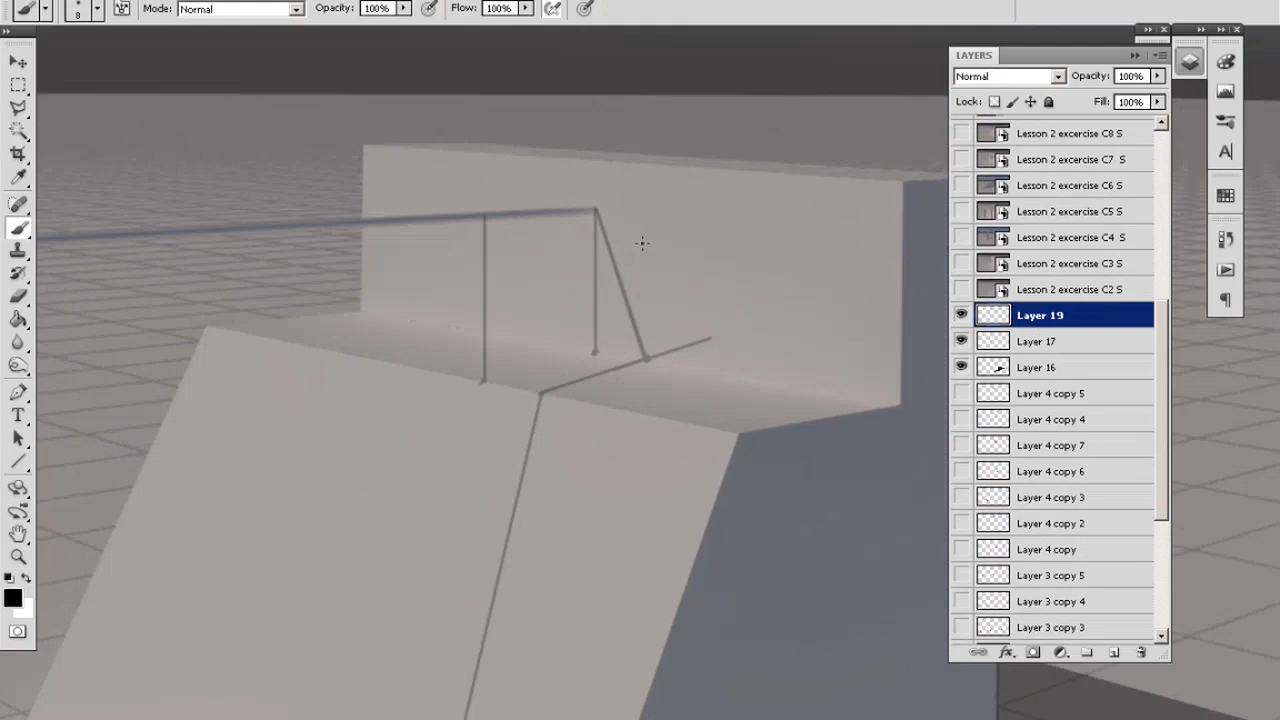 8
Mode: Normal
Opacity: 100%
Flow: 100%
LAYERS
Normal
Opacity: 100%
Lock:
Fill: 100%
Lesson 2 excercise C8 S
Lesson 2 excercise C7 S
Lesson 2 excercise C6 S
Lesson 2 excercise C5 S
Lesson 2 excercise C4 S
Lesson 2 excercise C3 S
Lesson 2 excercise C2 S
Layer 19
Layer 17
Layer 16
Layer 4 copy 5
Layer 4 copy 4
Layer 4 copy 7
Layer 4 copy 6
Layer 4 copy 3
Layer 4 copy 2
Layer 4 copy
Layer 3 copy 5
Layer 3 copy 4
Layer 3 copy 3